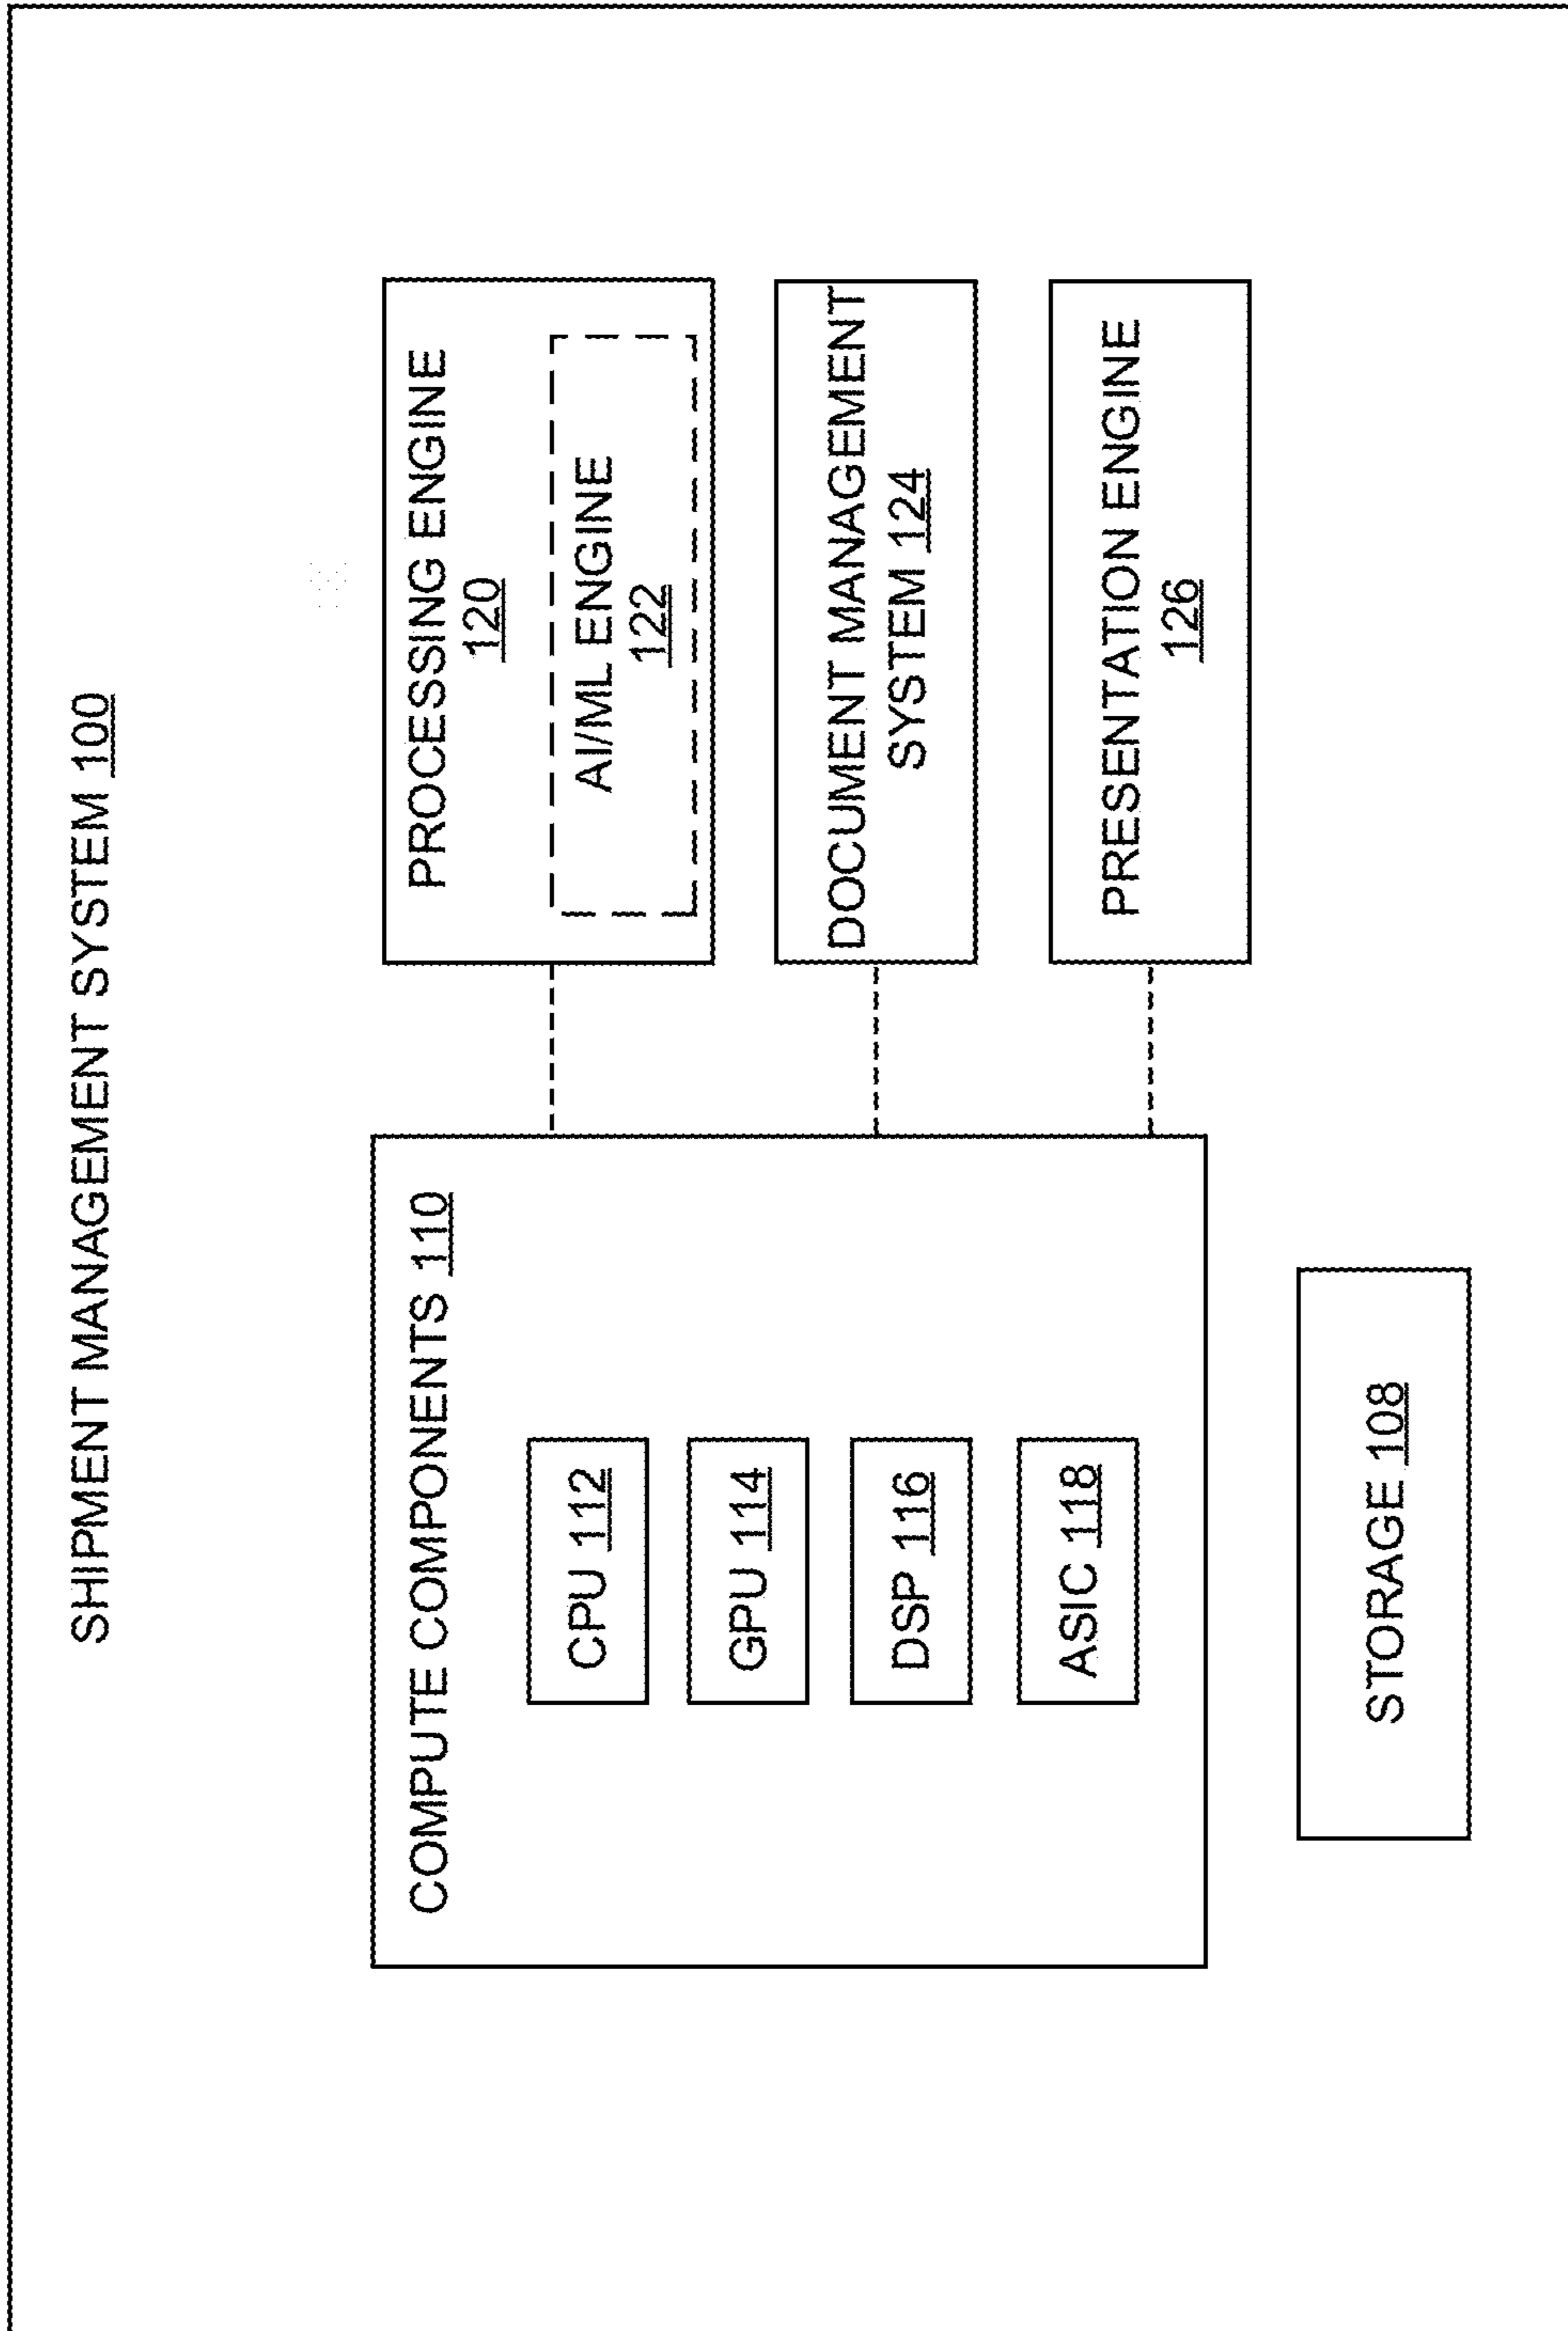 SHIPMENT MANAGEMENT SYSTEM 100
COMPUTE COMPONENTS 110
CPU 112
GPU 114
DSP 116
ASIC 118
STORAGE 108
PROCESSING ENGINE
120
AI/ML ENGINE
122
DOCUMENT MANAGEMENT
SYSTEM 124
PRESENTATION ENGINE
126